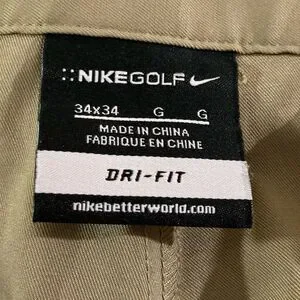 NIKEGOLF
34x34 G G
MADE IN CHINA
FABRIQUE EN CHINE
DRI-FIT
nikebetterworld.com